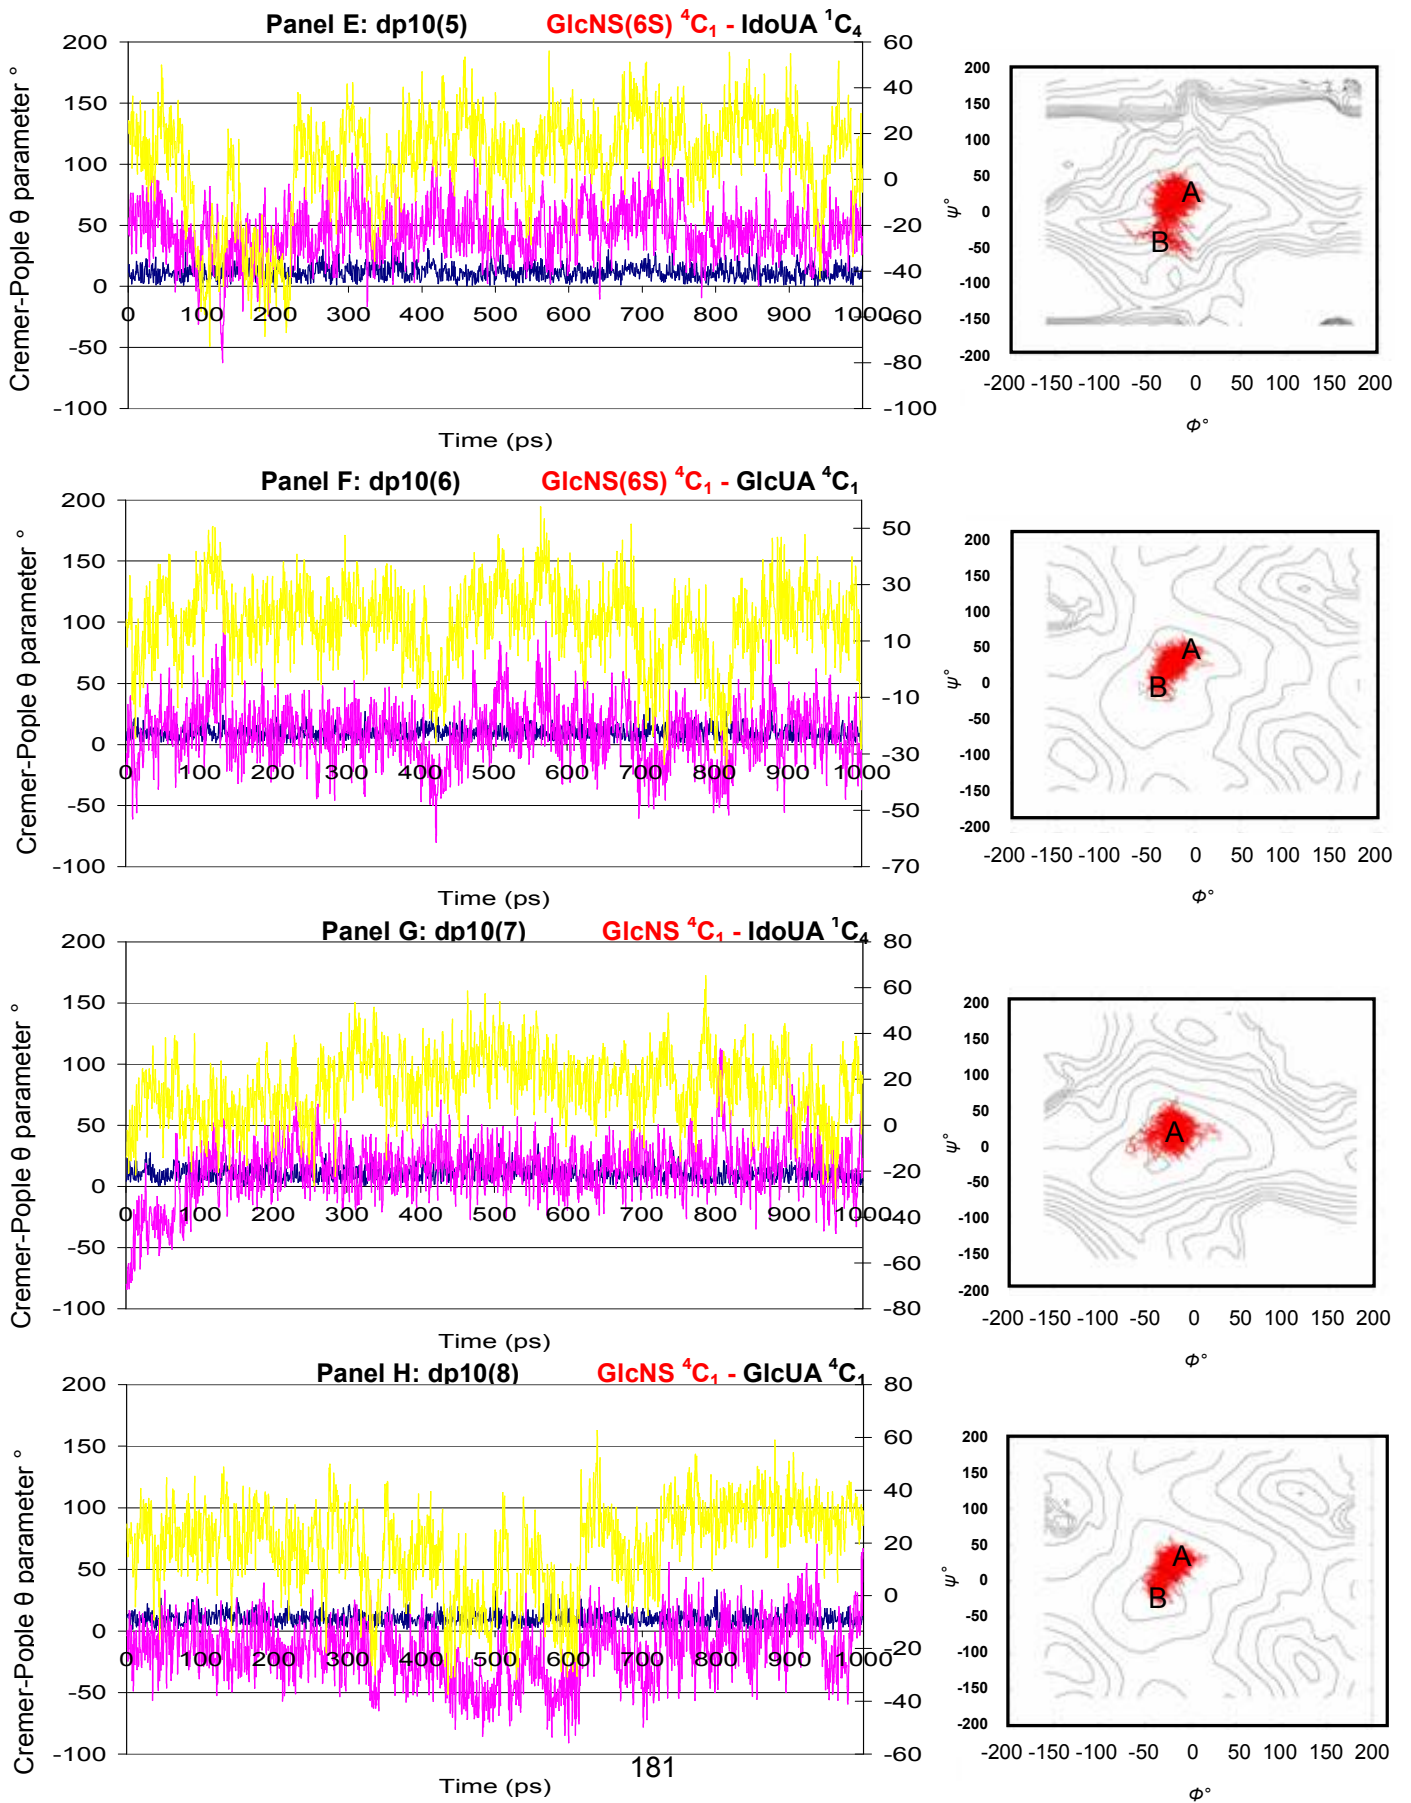 Panel E: dp10(5) GlcNS(6S) ⁴C₁ - IdoUA ¹C₄
Cremer-Pople θ parameter °
200
150
100
50
0
-50
-100
0 100 200 300 400 500 600 700 800 900 1000
60
40
20
0
-20
-40
-60
-80
-100
Time (ps)
ψ°
200
150
100
50
0
-50
-100
-150
-200
A
B
-200 -150 -100 -50 0 50 100 150 200
Φ°
Panel F: dp10(6) GlcNS(6S) ⁴C₁ - GlcUA ⁴C₁
Cremer-Pople θ parameter °
200
150
100
50
0
-50
-100
0 100 200 300 400 500 600 700 800 900 1000
50
30
10
-10
-30
-50
-70
Time (ps)
ψ°
200
150
100
50
0
-50
-100
-150
-200
A
B
-200 -150 -100 -50 0 50 100 150 200
Φ°
Panel G: dp10(7) GlcNS ⁴C₁ - IdoUA ¹C₄
Cremer-Pople θ parameter °
200
150
100
50
0
-50
-100
0 100 200 300 400 500 600 700 800 900 1000
80
60
40
20
0
-20
-40
-60
-80
Time (ps)
ψ°
200
150
100
50
0
-50
-100
-150
-200
A
-200 -150 -100 -50 0 50 100 150 200
Φ°
Panel H: dp10(8) GlcNS ⁴C₁ - GlcUA ⁴C₁
Cremer-Pople θ parameter °
200
150
100
50
0
-50
-100
0 100 200 300 400 500 600 700 800 900 1000
80
60
40
20
0
-20
-40
-60
Time (ps)
ψ°
200
150
100
50
0
-50
-100
-150
-200
A
B
-200 -150 -100 -50 0 50 100 150 200
Φ°
181